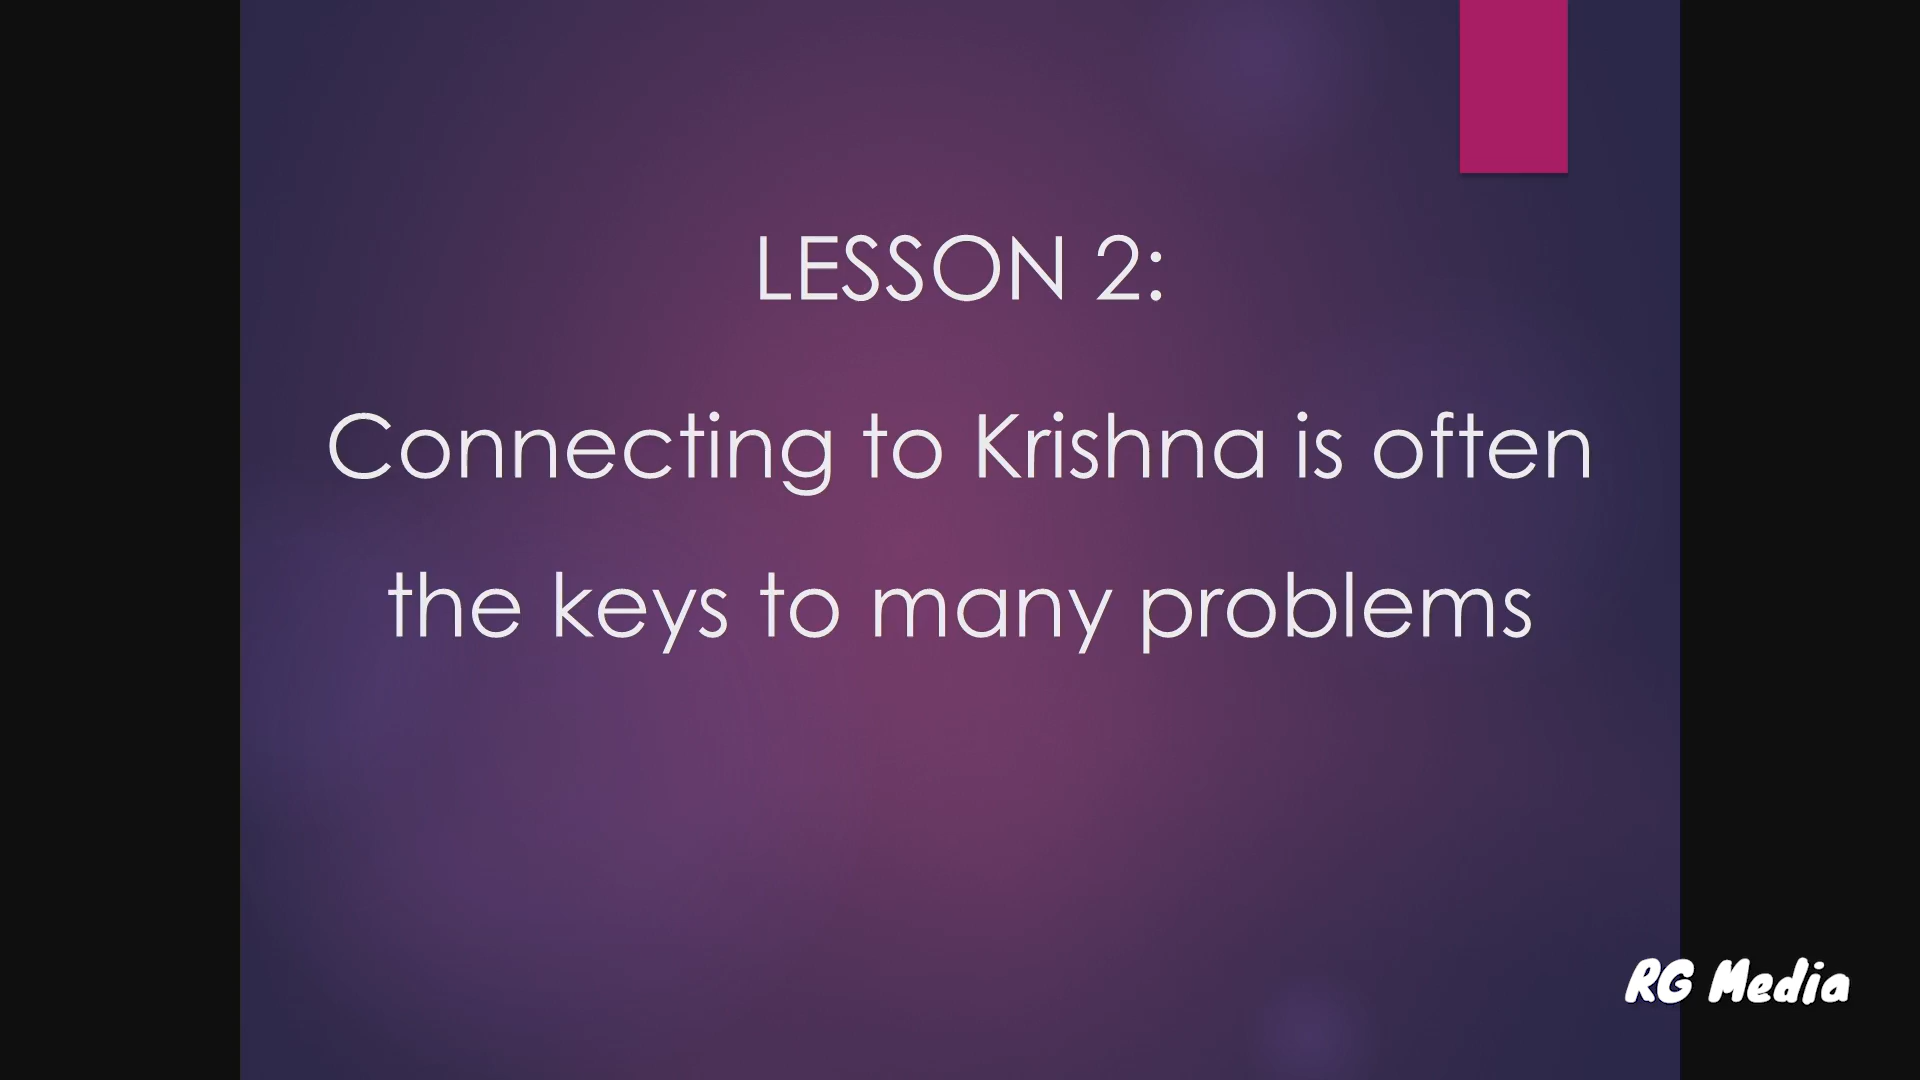 LESSON 2:
Connecting to Krishna is often
the keys to many problems
RG Media